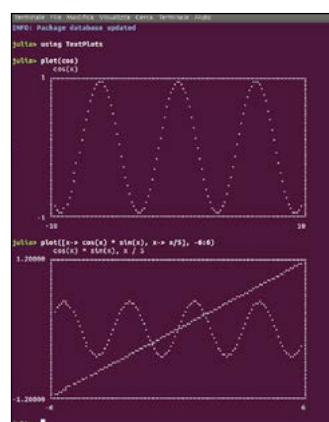 Terminale File Modifica Visualizza Cerca Terminale Aiuto
INFO: Package database updated
julia> using TextPlots
julia> plot(cos)
cos(x)
1
-1
-10 10
julia> plot([x-> cos(x) * sin(x), x-> x/5], -6:6)
cos(x) * sin(x), x / 5
1.20000
-1.20000
-6 6